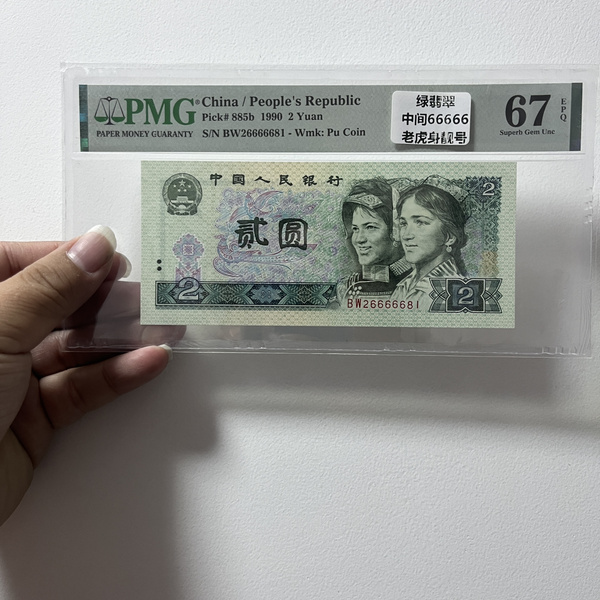 PMG
PAPER MONEY GUARANTY
China / People's Republic
Pick# 885b 1990 2 Yuan
S/N BW26666681 - Wmk: Pu Coin
绿翡翠
中间66666
老虎身靓号
67
EPQ
Superb Gem Unc
中国人民银行
2
贰圆
2
BW26666681
2